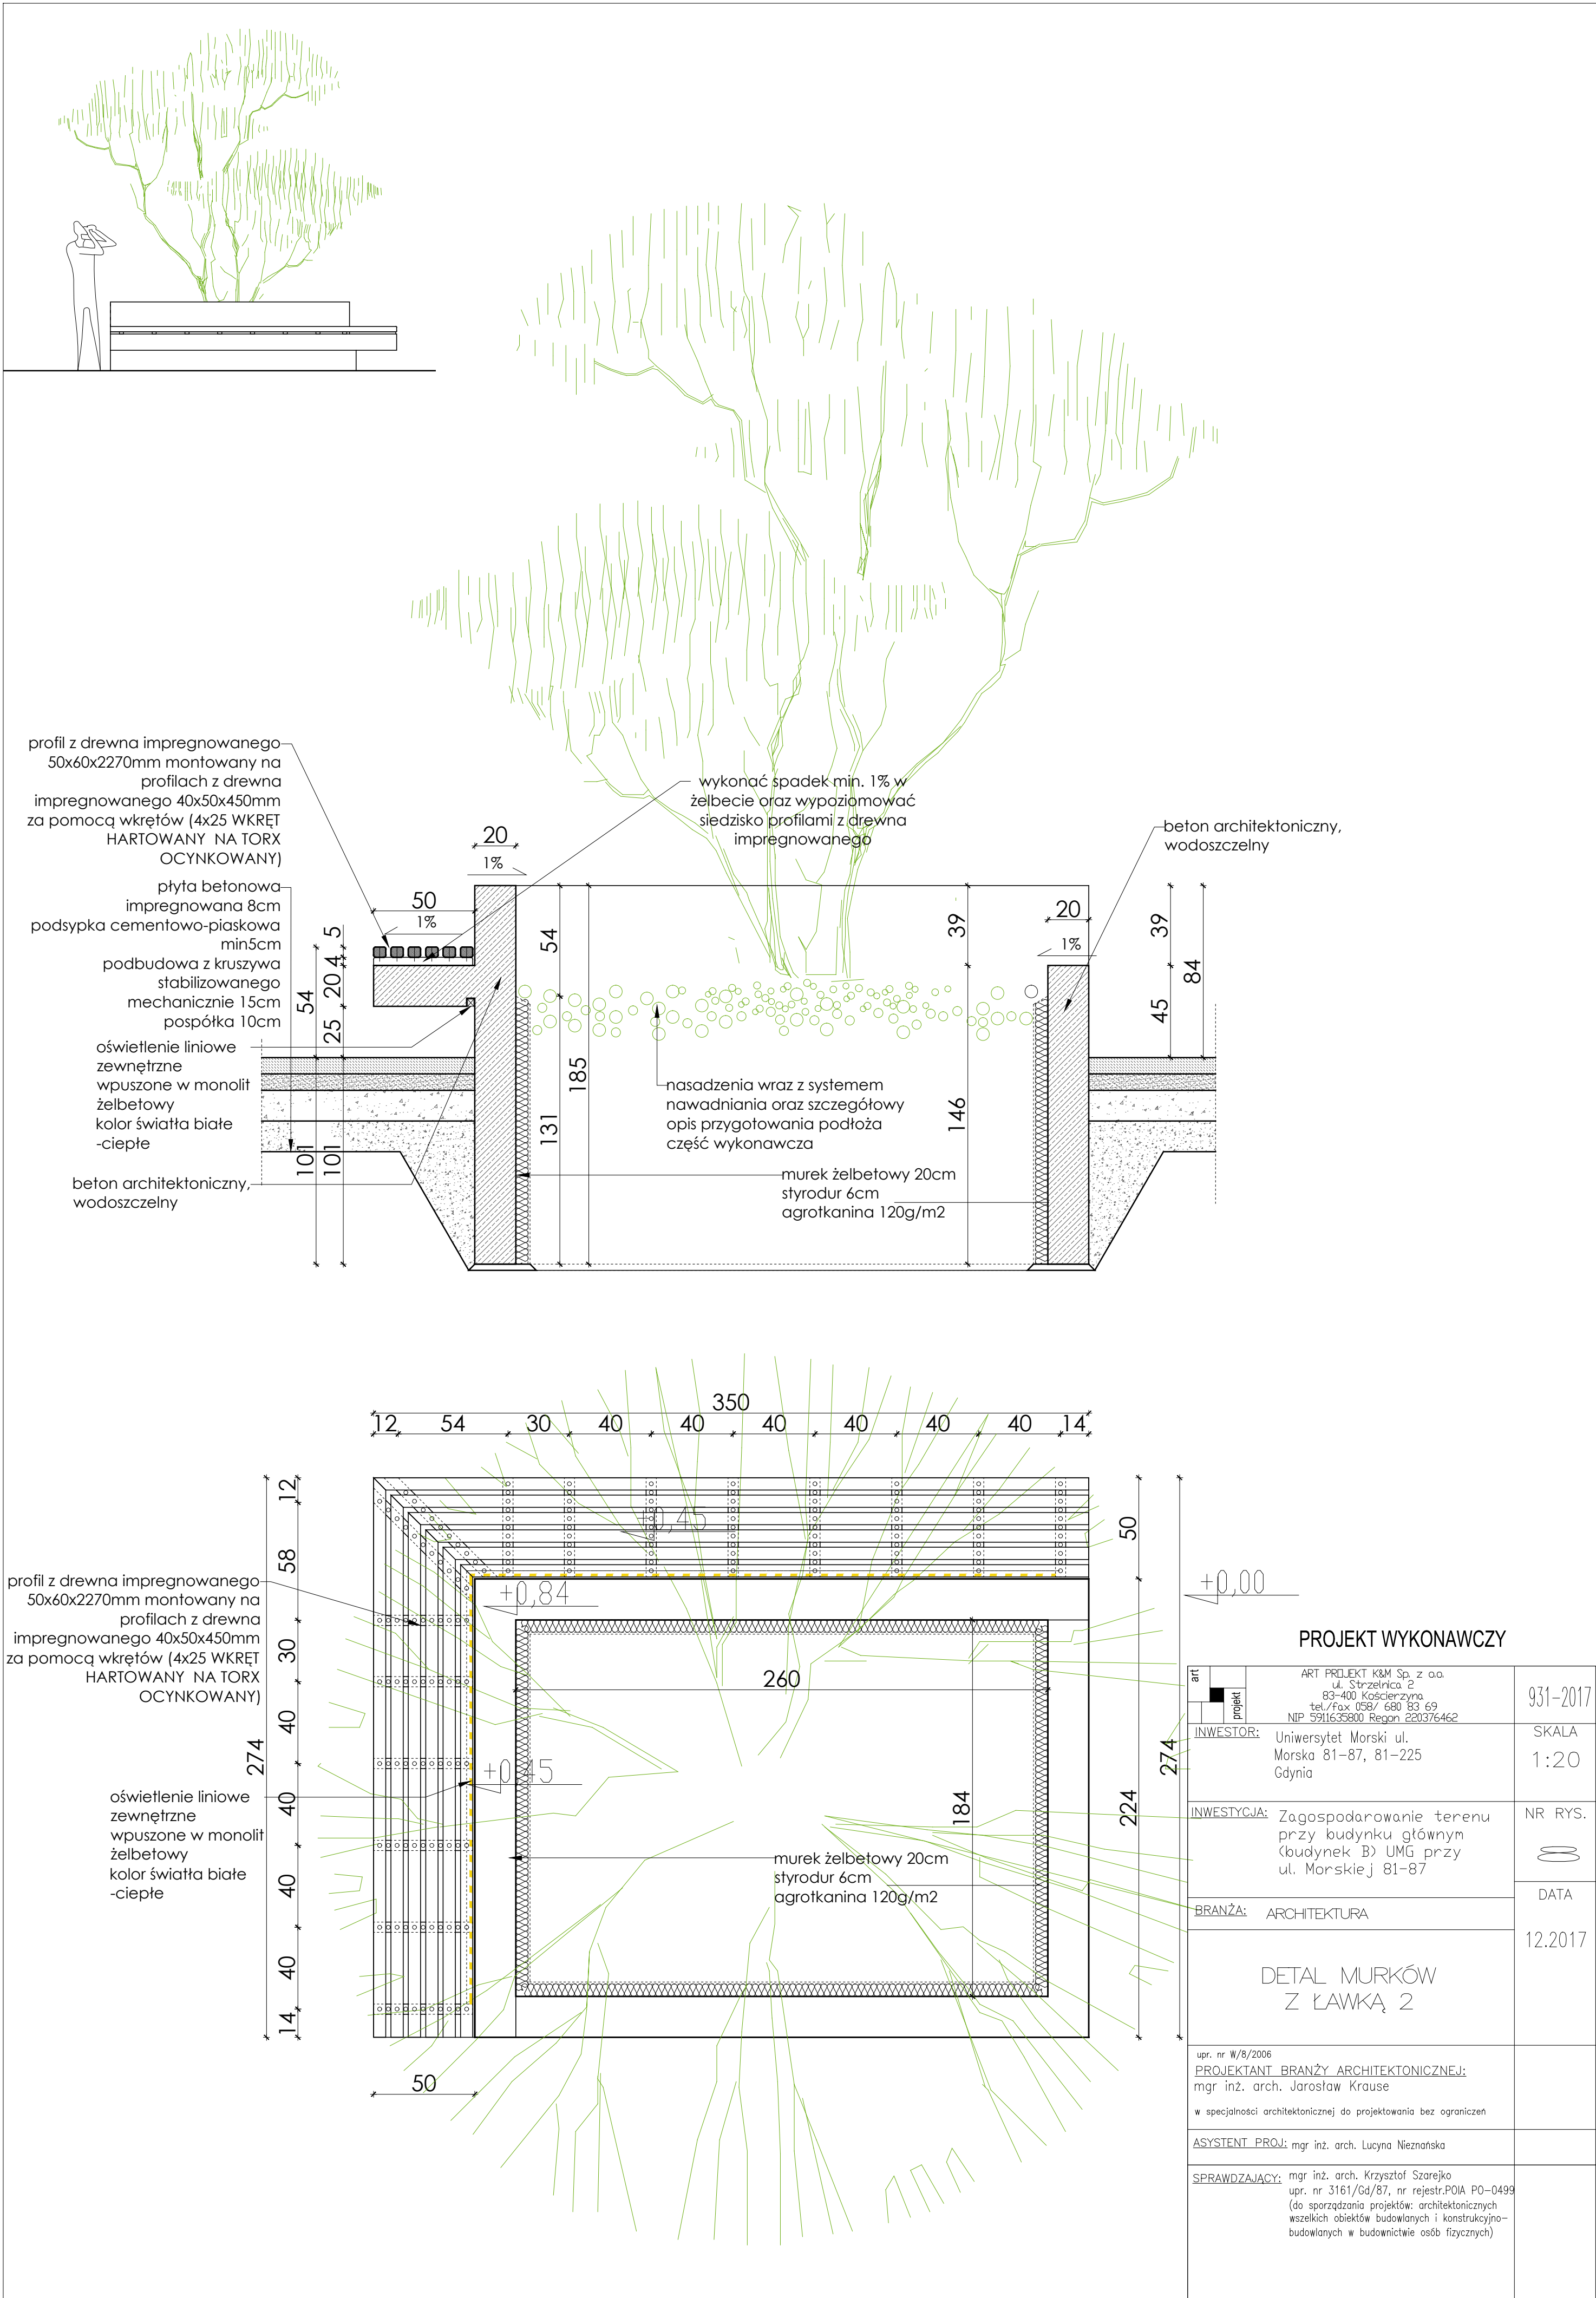 profil z drewna impregnowanego
50x60x2270mm montowany na
profilach z drewna
impregnowanego 40x50x450mm
za pomocą wkrętów (4x25 WKRĘT
HARTOWANY NA TORX
OCYNKOWANY)
płyta betonowa
impregnowana 8cm
podsypka cementowo-piaskowa
min5cm
podbudowa z kruszywa
stabilizowanego
mechanicznie 15cm
pospółka 10cm
oświetlenie liniowe
zewnętrzne
wpuszone w monolit
żelbetowy
kolor światła białe
-ciepłe
beton architektoniczny,
wodoszczelny
wykonać spadek min. 1% w
żelbecie oraz wypoziomować
siedzisko profilami z drewna
impregnowanego
beton architektoniczny,
wodoszczelny
20
1%
50
1%
5
4
20
25
54
101
101
54
131
185
39
146
20
1%
39
45
84
nasadzenia wraz z systemem
nawadniania oraz szczegółowy
opis przygotowania podłoża
część wykonawcza
murek żelbetowy 20cm
styrodur 6cm
agrotkanina 120g/m2
350
12 54 30 40 40 40 40 40 40 14
12
58
30
40
40
40
40
14
274
+0,45
+0,84
+0,45
260
184
50
224
274
50
+0,00
profil z drewna impregnowanego
50x60x2270mm montowany na
profilach z drewna
impregnowanego 40x50x450mm
za pomocą wkrętów (4x25 WKRĘT
HARTOWANY NA TORX
OCYNKOWANY)
oświetlenie liniowe
zewnętrzne
wpuszone w monolit
żelbetowy
kolor światła białe
-ciepłe
murek żelbetowy 20cm
styrodur 6cm
agrotkanina 120g/m2
PROJEKT WYKONAWCZY
art
projekt
ART PROJEKT K&M Sp. z o.o.
ul. Strzelnica 2
83-400 Kościerzyna
tel./fax 058/ 680 83 69
NIP 5911635800 Regon 220376462
931-2017
INWESTOR: Uniwersytet Morski ul.
Morska 81-87, 81-225
Gdynia
SKALA
1:20
INWESTYCJA: Zagospodarowanie terenu
przy budynku głównym
(budynek B) UMG przy
ul. Morskiej 81-87
NR RYS.
8
BRANŻA: ARCHITEKTURA
DATA
12.2017
DETAL MURKÓW
Z ŁAWKĄ 2
upr. nr W/8/2006
PROJEKTANT BRANŻY ARCHITEKTONICZNEJ:
mgr inż. arch. Jarosław Krause
w specjalności architektonicznej do projektowania bez ograniczeń
ASYSTENT PROJ: mgr inż. arch. Lucyna Nieznańska
SPRAWDZAJĄCY: mgr inż. arch. Krzysztof Szarejko
upr. nr 3161/Gd/87, nr rejestr.POIA PO-0499
(do sporządzania projektów: architektonicznych
wszelkich obiektów budowlanych i konstrukcyjno-
budowlanych w budownictwie osób fizycznych)